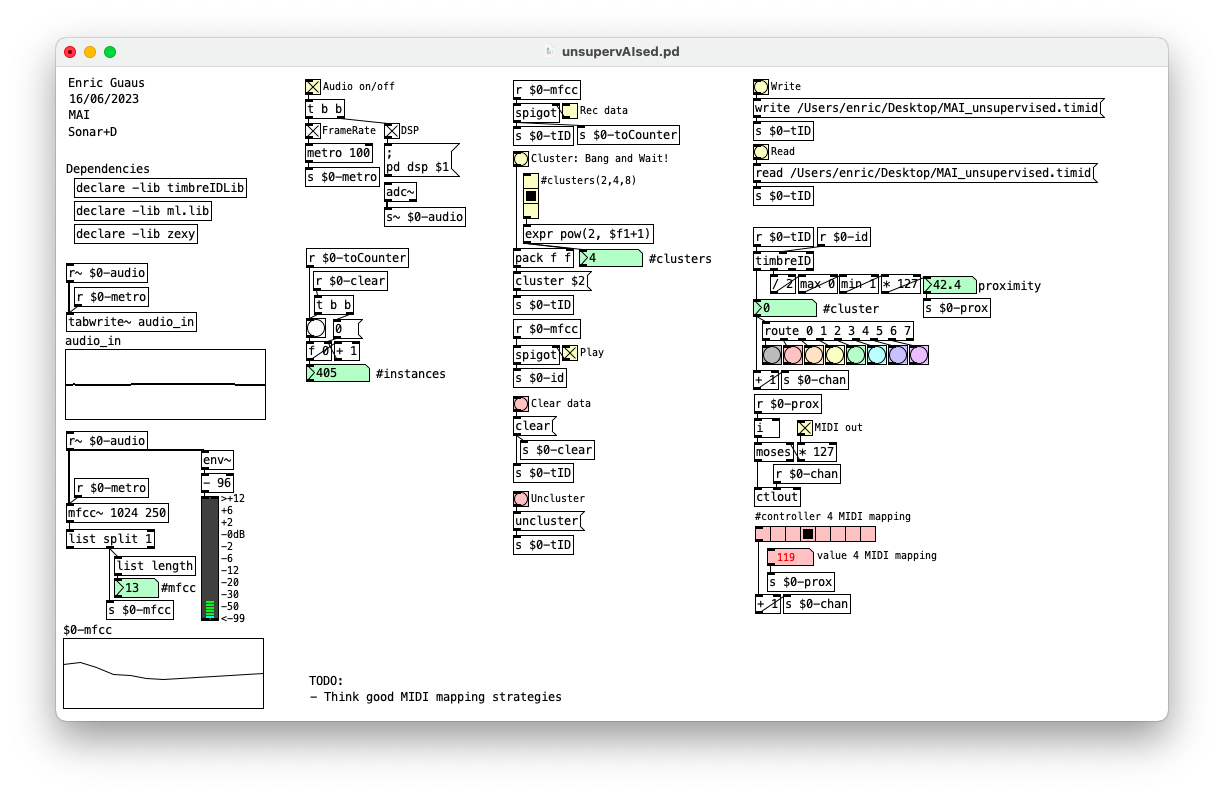 unsupervAIsed.pd
Enric Guaus
16/06/2023
MAI
Sonar+D
Dependencies
declare -lib timbreIDLib
declare -lib ml.lib
declare -lib zexy
r~ $0-audio
r $0-metro
tabwrite~ audio_in
audio_in
r~ $0-audio
env~
- 96
r $0-metro
mfcc~ 1024 250
list split 1
list length
13
#mfcc
s $0-mfcc
>+12
+6
+2
-0dB
-2
-6
-12
-20
-30
-50
<-99
$0-mfcc
Audio on/off
t b b
FrameRate
DSP
metro 100
;
pd dsp $1
s $0-metro
adc~
s~ $0-audio
r $0-toCounter
r $0-clear
t b b
0
f 0
+ 1
405
#instances
TODO:
- Think good MIDI mapping strategies
r $0-mfcc
spigot
Rec data
s $0-tID
s $0-toCounter
Cluster: Bang and Wait!
#clusters(2,4,8)
expr pow(2, $f1+1)
pack f f
4
#clusters
cluster $2
s $0-tID
r $0-mfcc
spigot
Play
s $0-id
Clear data
clear
s $0-clear
s $0-tID
Uncluster
uncluster
s $0-tID
Write
write /Users/enric/Desktop/MAI_unsupervised.timid
s $0-tID
Read
read /Users/enric/Desktop/MAI_unsupervised.timid
s $0-tID
r $0-tID
r $0-id
timbreID
/ 2
max 0
min 1
* 127
42.4
proximity
0
#cluster
s $0-prox
route 0 1 2 3 4 5 6 7
+ 1
s $0-chan
r $0-prox
i
MIDI out
moses
* 127
r $0-chan
ctlout
#controller 4 MIDI mapping
119
value 4 MIDI mapping
s $0-prox
+ 1
s $0-chan